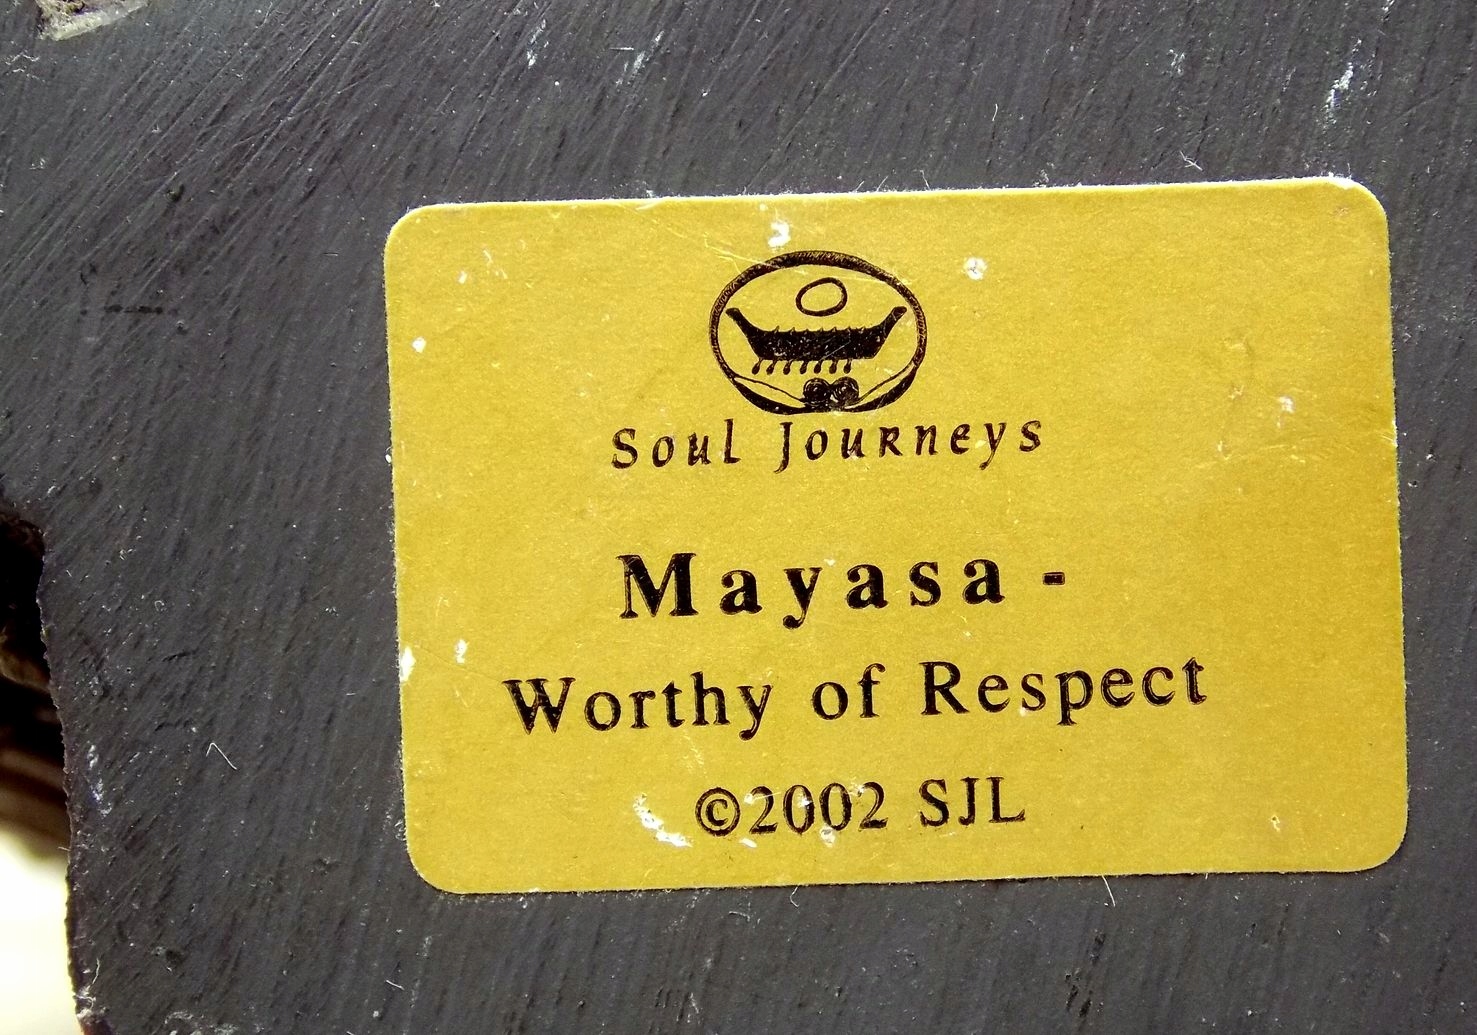 Soul Journeys
Mayasa -
Worthy of Respect
©2002 SJL